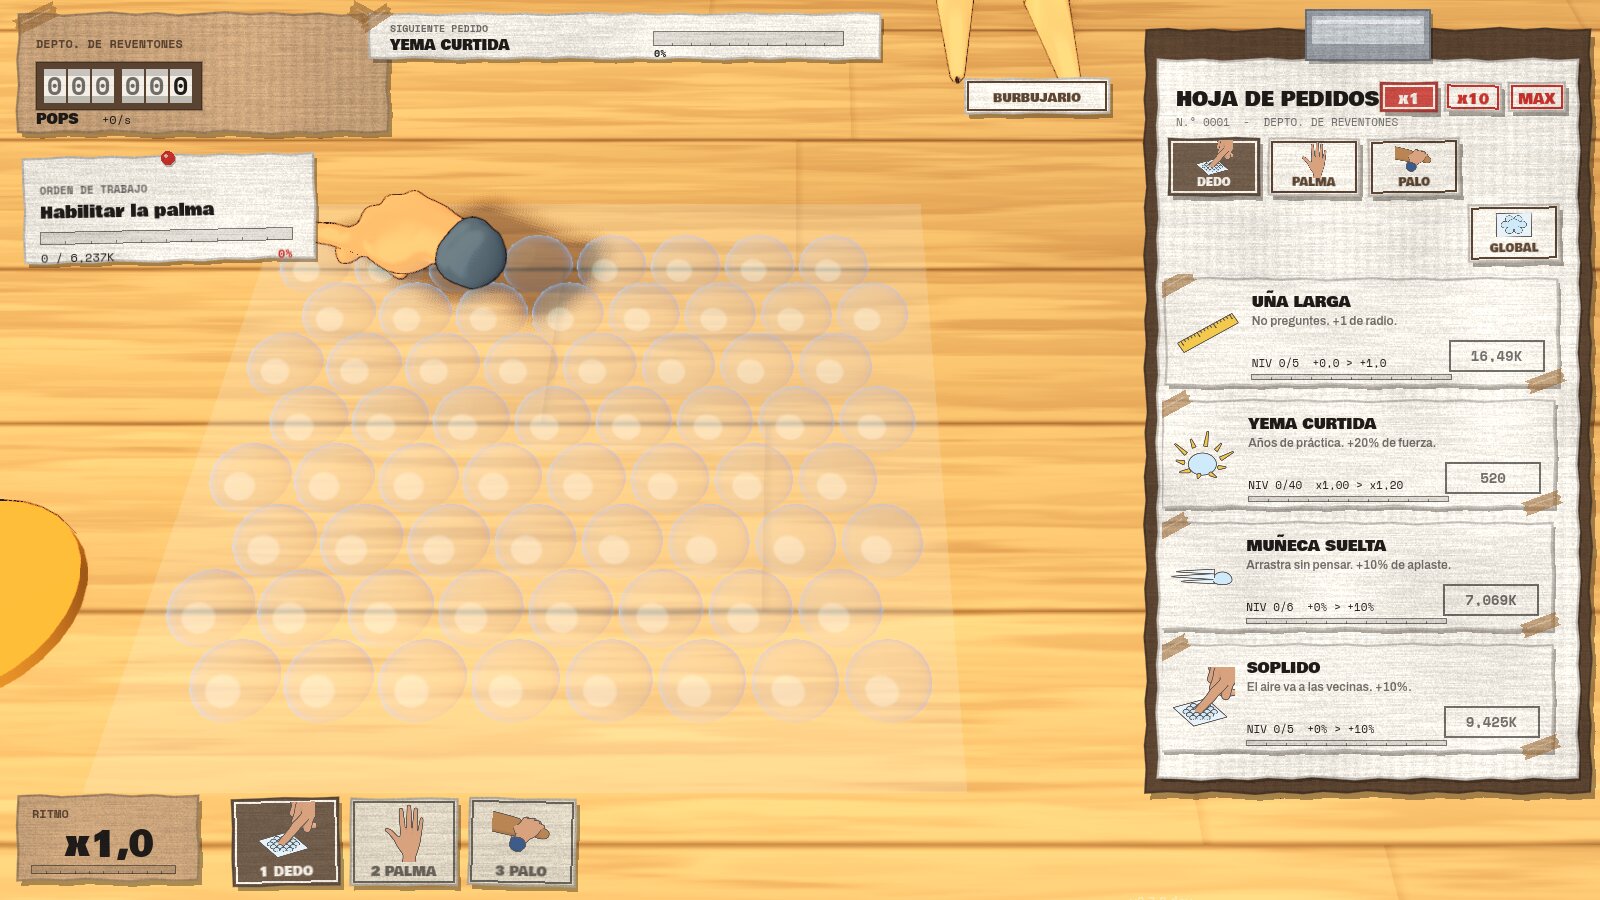 DEPTO. DE REVENTONES
000 000
POPS +0/s
SIGUIENTE PEDIDO
YEMA CURTIDA
0%
BURBUJARIO
ORDEN DE TRABAJO
Habilitar la palma
0 / 6,237K 0%
HOJA DE PEDIDOS x1 x10 MAX
N.° 0001 - DEPTO. DE REVENTONES
DEDO PALMA PALO
GLOBAL
UÑA LARGA
No preguntes. +1 de radio.
NIV 0/5 +0,0 > +1,0 16,49K
YEMA CURTIDA
Años de práctica. +20% de fuerza.
NIV 0/40 x1,00 > x1,20 520
MUÑECA SUELTA
Arrastra sin pensar. +10% de aplaste.
NIV 0/6 +0% > +10% 7,069K
SOPLIDO
El aire va a las vecinas. +10%.
NIV 0/5 +0% > +10% 9,425K
RITMO
x1,0
1 DEDO 2 PALMA 3 PALO